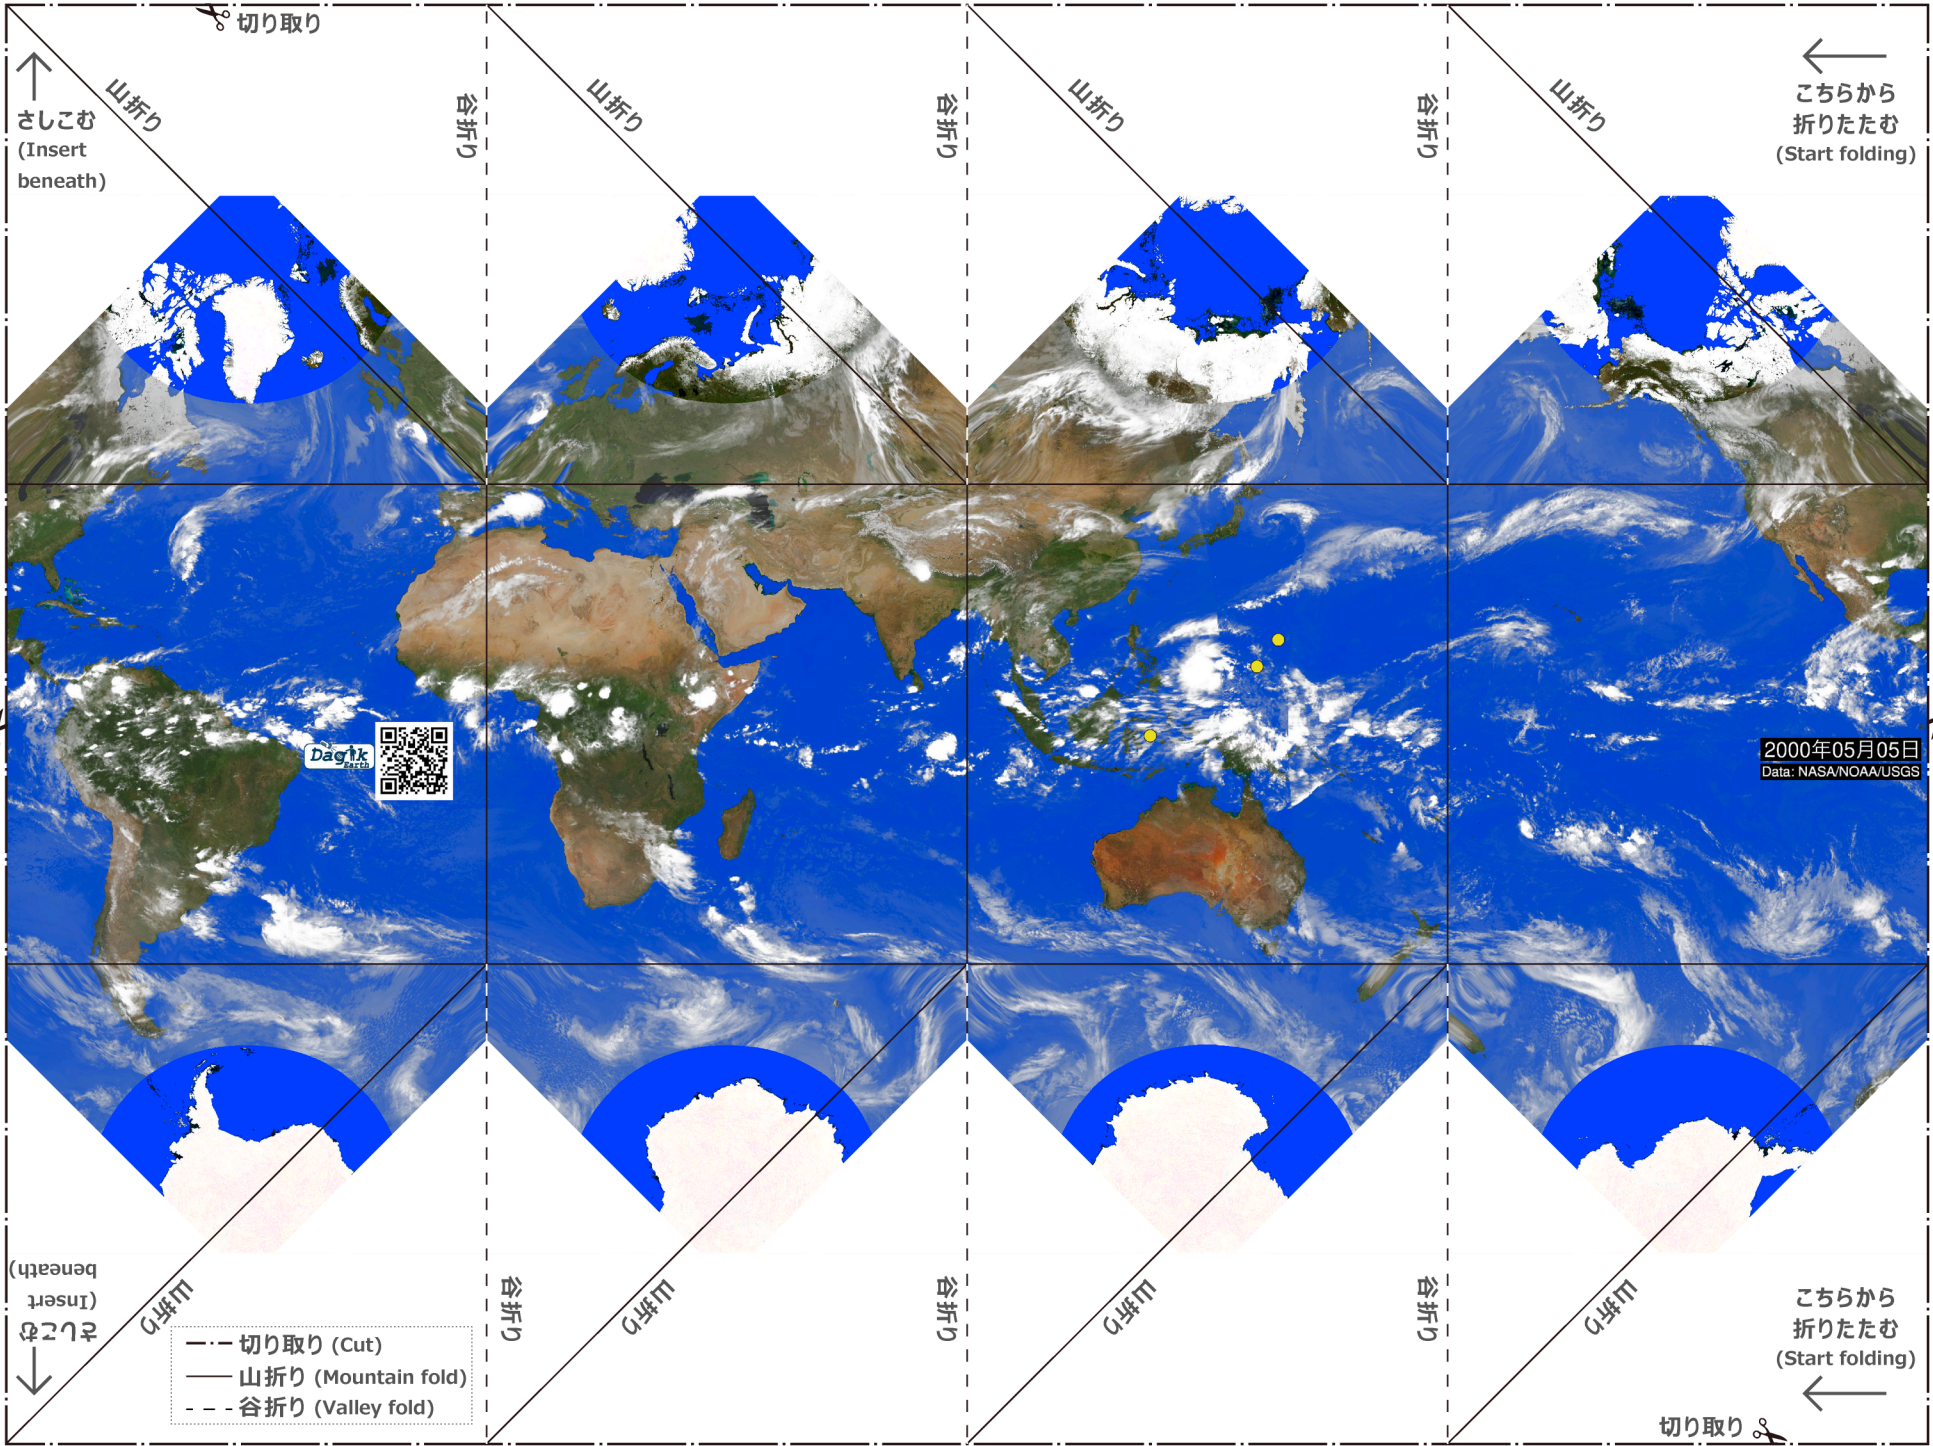 切り取り
山折り
谷折り
山折り
谷折り
山折り
谷折り
山折り
さしこむ
(Insert
beneath)
こちらから
折りたたむ
(Start folding)
Dagik
Earth
2000年05月05日
Data: NASA/NOAA/USGS
さしこむ
(Insert
beneath)
山折り
谷折り
山折り
谷折り
山折り
谷折り
山折り
こちらから
折りたたむ
(Start folding)
切り取り (Cut)
山折り (Mountain fold)
谷折り (Valley fold)
切り取り